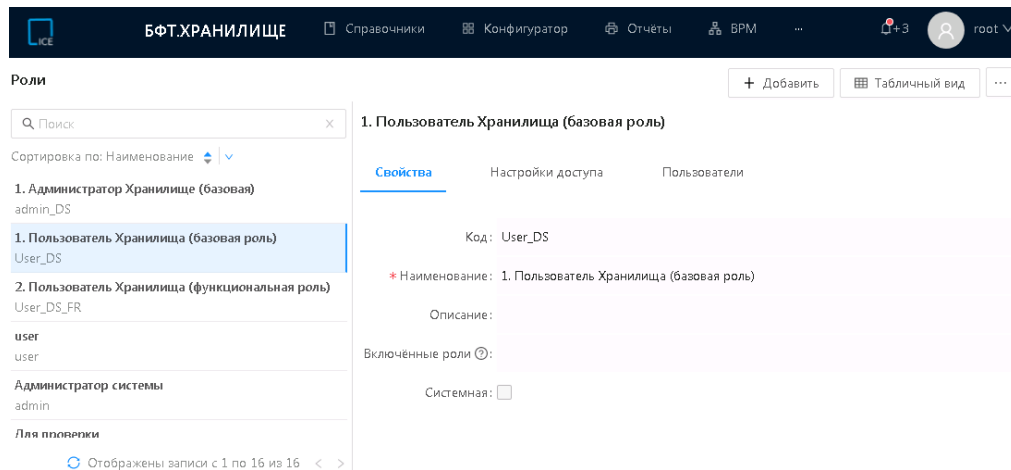 ICE
БФТ.ХРАНИЛИЩЕ
Справочники
Конфигуратор
Отчёты
BPM
...
+3
root
Роли
+ Добавить
Табличный вид
...
Поиск
Сортировка по: Наименование
1. Администратор Хранилище (базовая)
admin_DS
1. Пользователь Хранилища (базовая роль)
User_DS
2. Пользователь Хранилища (функциональная роль)
User_DS_FR
user
user
Администратор системы
admin
Для проверки
Отображены записи с 1 по 16 из 16 < >
1. Пользователь Хранилища (базовая роль)
Свойства
Настройки доступа
Пользователи
Код: User_DS
* Наименование: 1. Пользователь Хранилища (базовая роль)
Описание:
Включённые роли ?:
Системная: